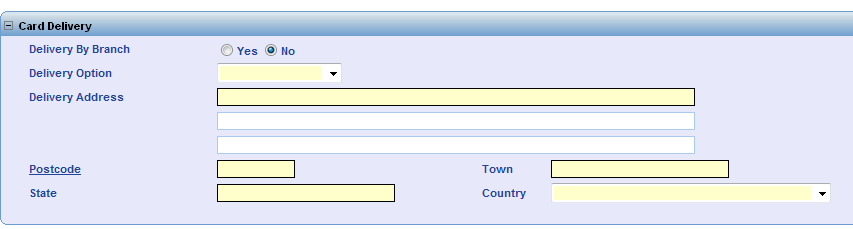 Card Delivery
Delivery By Branch Yes No
Delivery Option
Delivery Address
Postcode Town
State Country